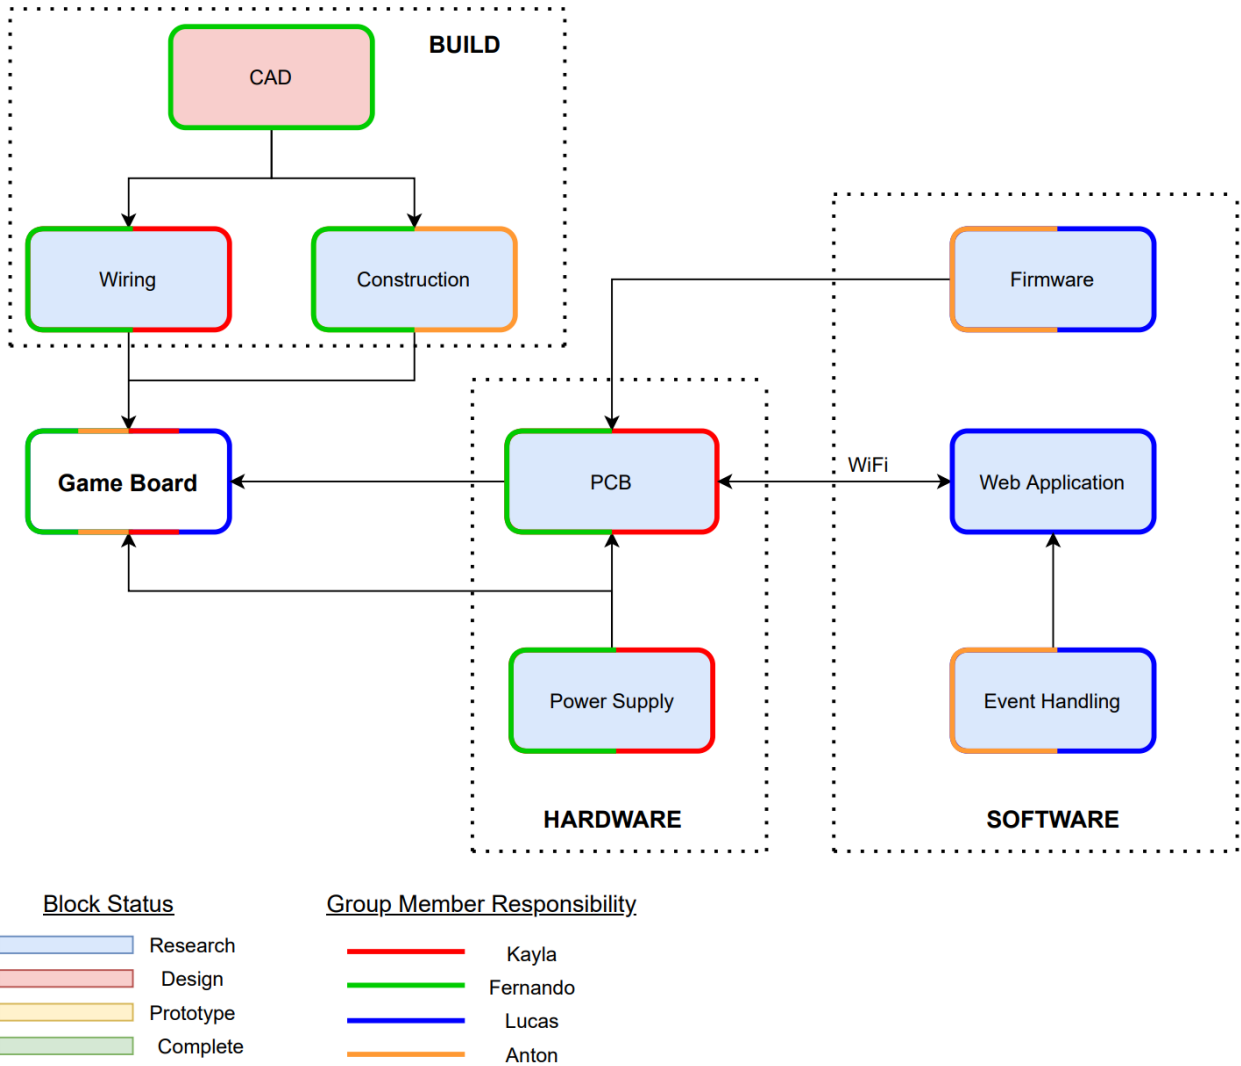 BUILD
CAD
Wiring
Construction
Firmware
Game Board
PCB
WiFi
Web Application
Power Supply
Event Handling
HARDWARE
SOFTWARE
Block Status
Research
Design
Prototype
Complete
Group Member Responsibility
Kayla
Fernando
Lucas
Anton